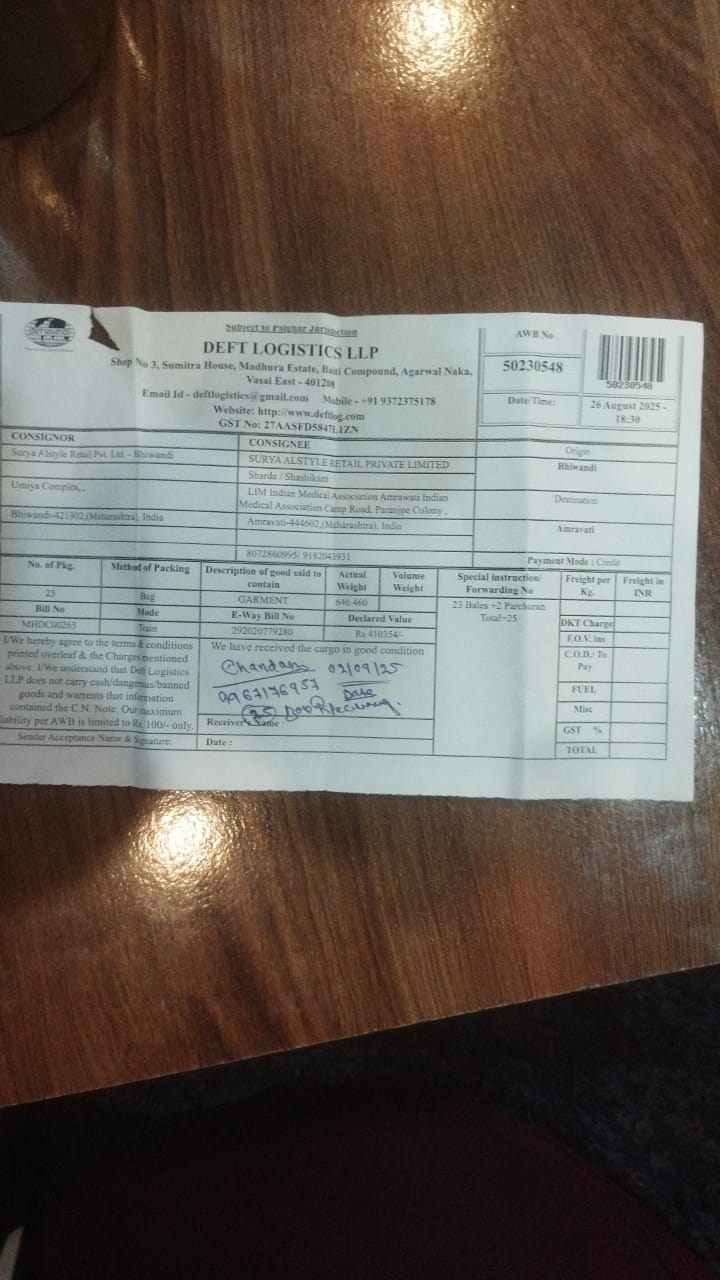 Subject to Palghar Jurisdiction
DEFT LOGISTICS LLP
Shop No 3, Sumitra House, Madhura Estate, Baiti Compound, Agarwal Naka,
Vasai East - 401208
Email Id - deftlogistics@gmail.com Mobile - +91 9372375178
Website: http://www.deftlog.com
GST No: 27AASFD5847L1ZN
AWB No
50230548
50230548
Date/Time:
26 August 2025 -
18:30
CONSIGNOR
Surya Alstyle Retail Pvt. Ltd. - Bhiwandi
Umiya Complex, ,
Bhiwandi-421302,(Maharashtra), India
CONSIGNEE
SURYA ALSTYLE RETAIL PRIVATE LIMITED
Sharda / Shashikant
LIM Indian Medical Association Amrawati Indian
Medical Association Camp Road, Paranjpe Colony ,
Amravati-444602,(Maharashtra), India
8072860995/ 9182043931
Origin
Bhiwandi
Destination
Amravati
Payment Mode : Credit
No. of Pkg.
Method of Packing
Description of good said to
contain
Actual
Weight
Volume
Weight
Special instruction/
Forwarding No
Freight per
Kg.
Freight in
INR
25
Bag
GARMENT
646.460
23 Bales +2 Parchuran
Total=25
Bill No
Mode
E-Way Bill No
Declared Value
MHDC00265
Train
292020779280
Rs 410354/-
DKT Charge
F.O.V. ins
C.O.D./ To
Pay
FUEL
Misc
GST %
TOTAL
I/We hereby agree to the terms & conditions
printed overleaf & the Charges mentioned
above. I/We understand that Deft Logistics
LLP does not carry cash/dangerus/banned
goods and warrents that information
contained the C.N. Note. Our maximum
liability per AWB is limited to Rs 100/- only.
Sender Acceptance Name & Signature:
We have received the cargo in good condition
Chandan 02/09/25
9967176957 Date
25
Receiver's Name :
Date :